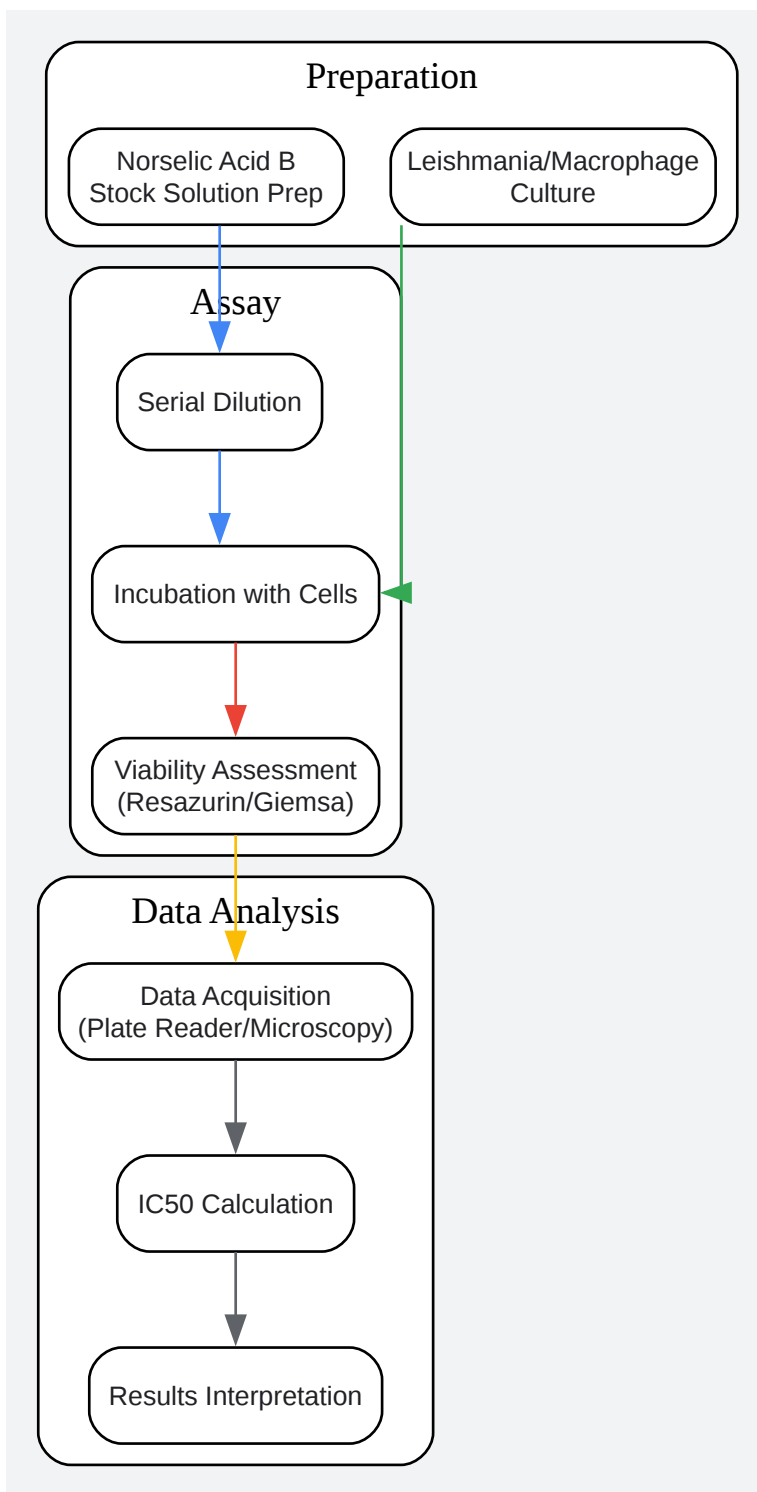 Preparation
Norselic Acid B
Stock Solution Prep
Leishmania/Macrophage
Culture
Assay
Serial Dilution
Incubation with Cells
Viability Assessment
(Resazurin/Giemsa)
Data Analysis
Data Acquisition
(Plate Reader/Microscopy)
IC50 Calculation
Results Interpretation